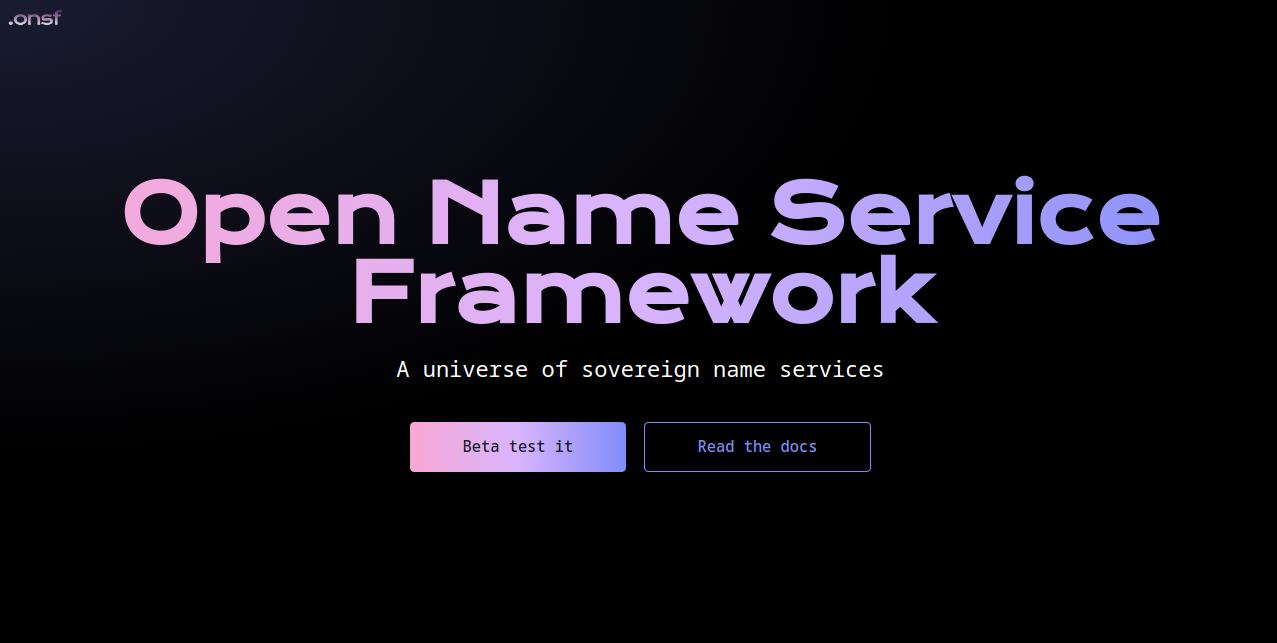 .onsf
Open Name Service
Framework
A universe of sovereign name services
Beta test it
Read the docs